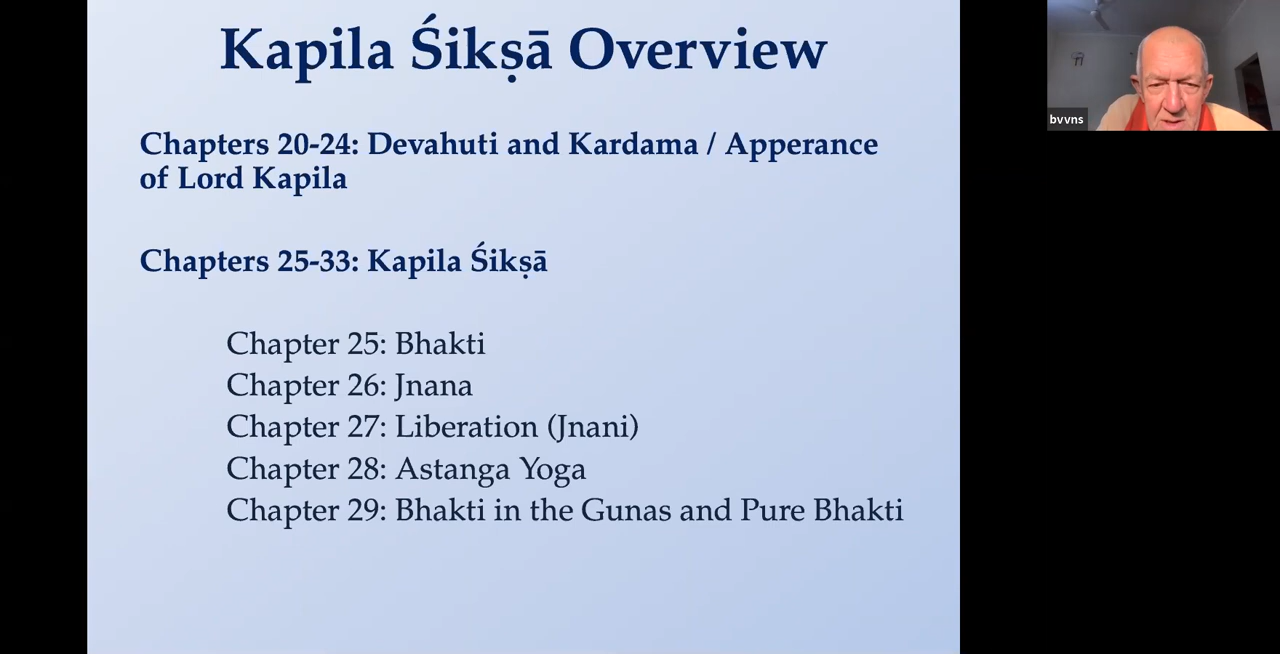 Kapila Śikṣā Overview
Chapters 20-24: Devahuti and Kardama / Apperance
of Lord Kapila
Chapters 25-33: Kapila Śikṣā
Chapter 25: Bhakti
Chapter 26: Jnana
Chapter 27: Liberation (Jnani)
Chapter 28: Astanga Yoga
Chapter 29: Bhakti in the Gunas and Pure Bhakti
bvvns